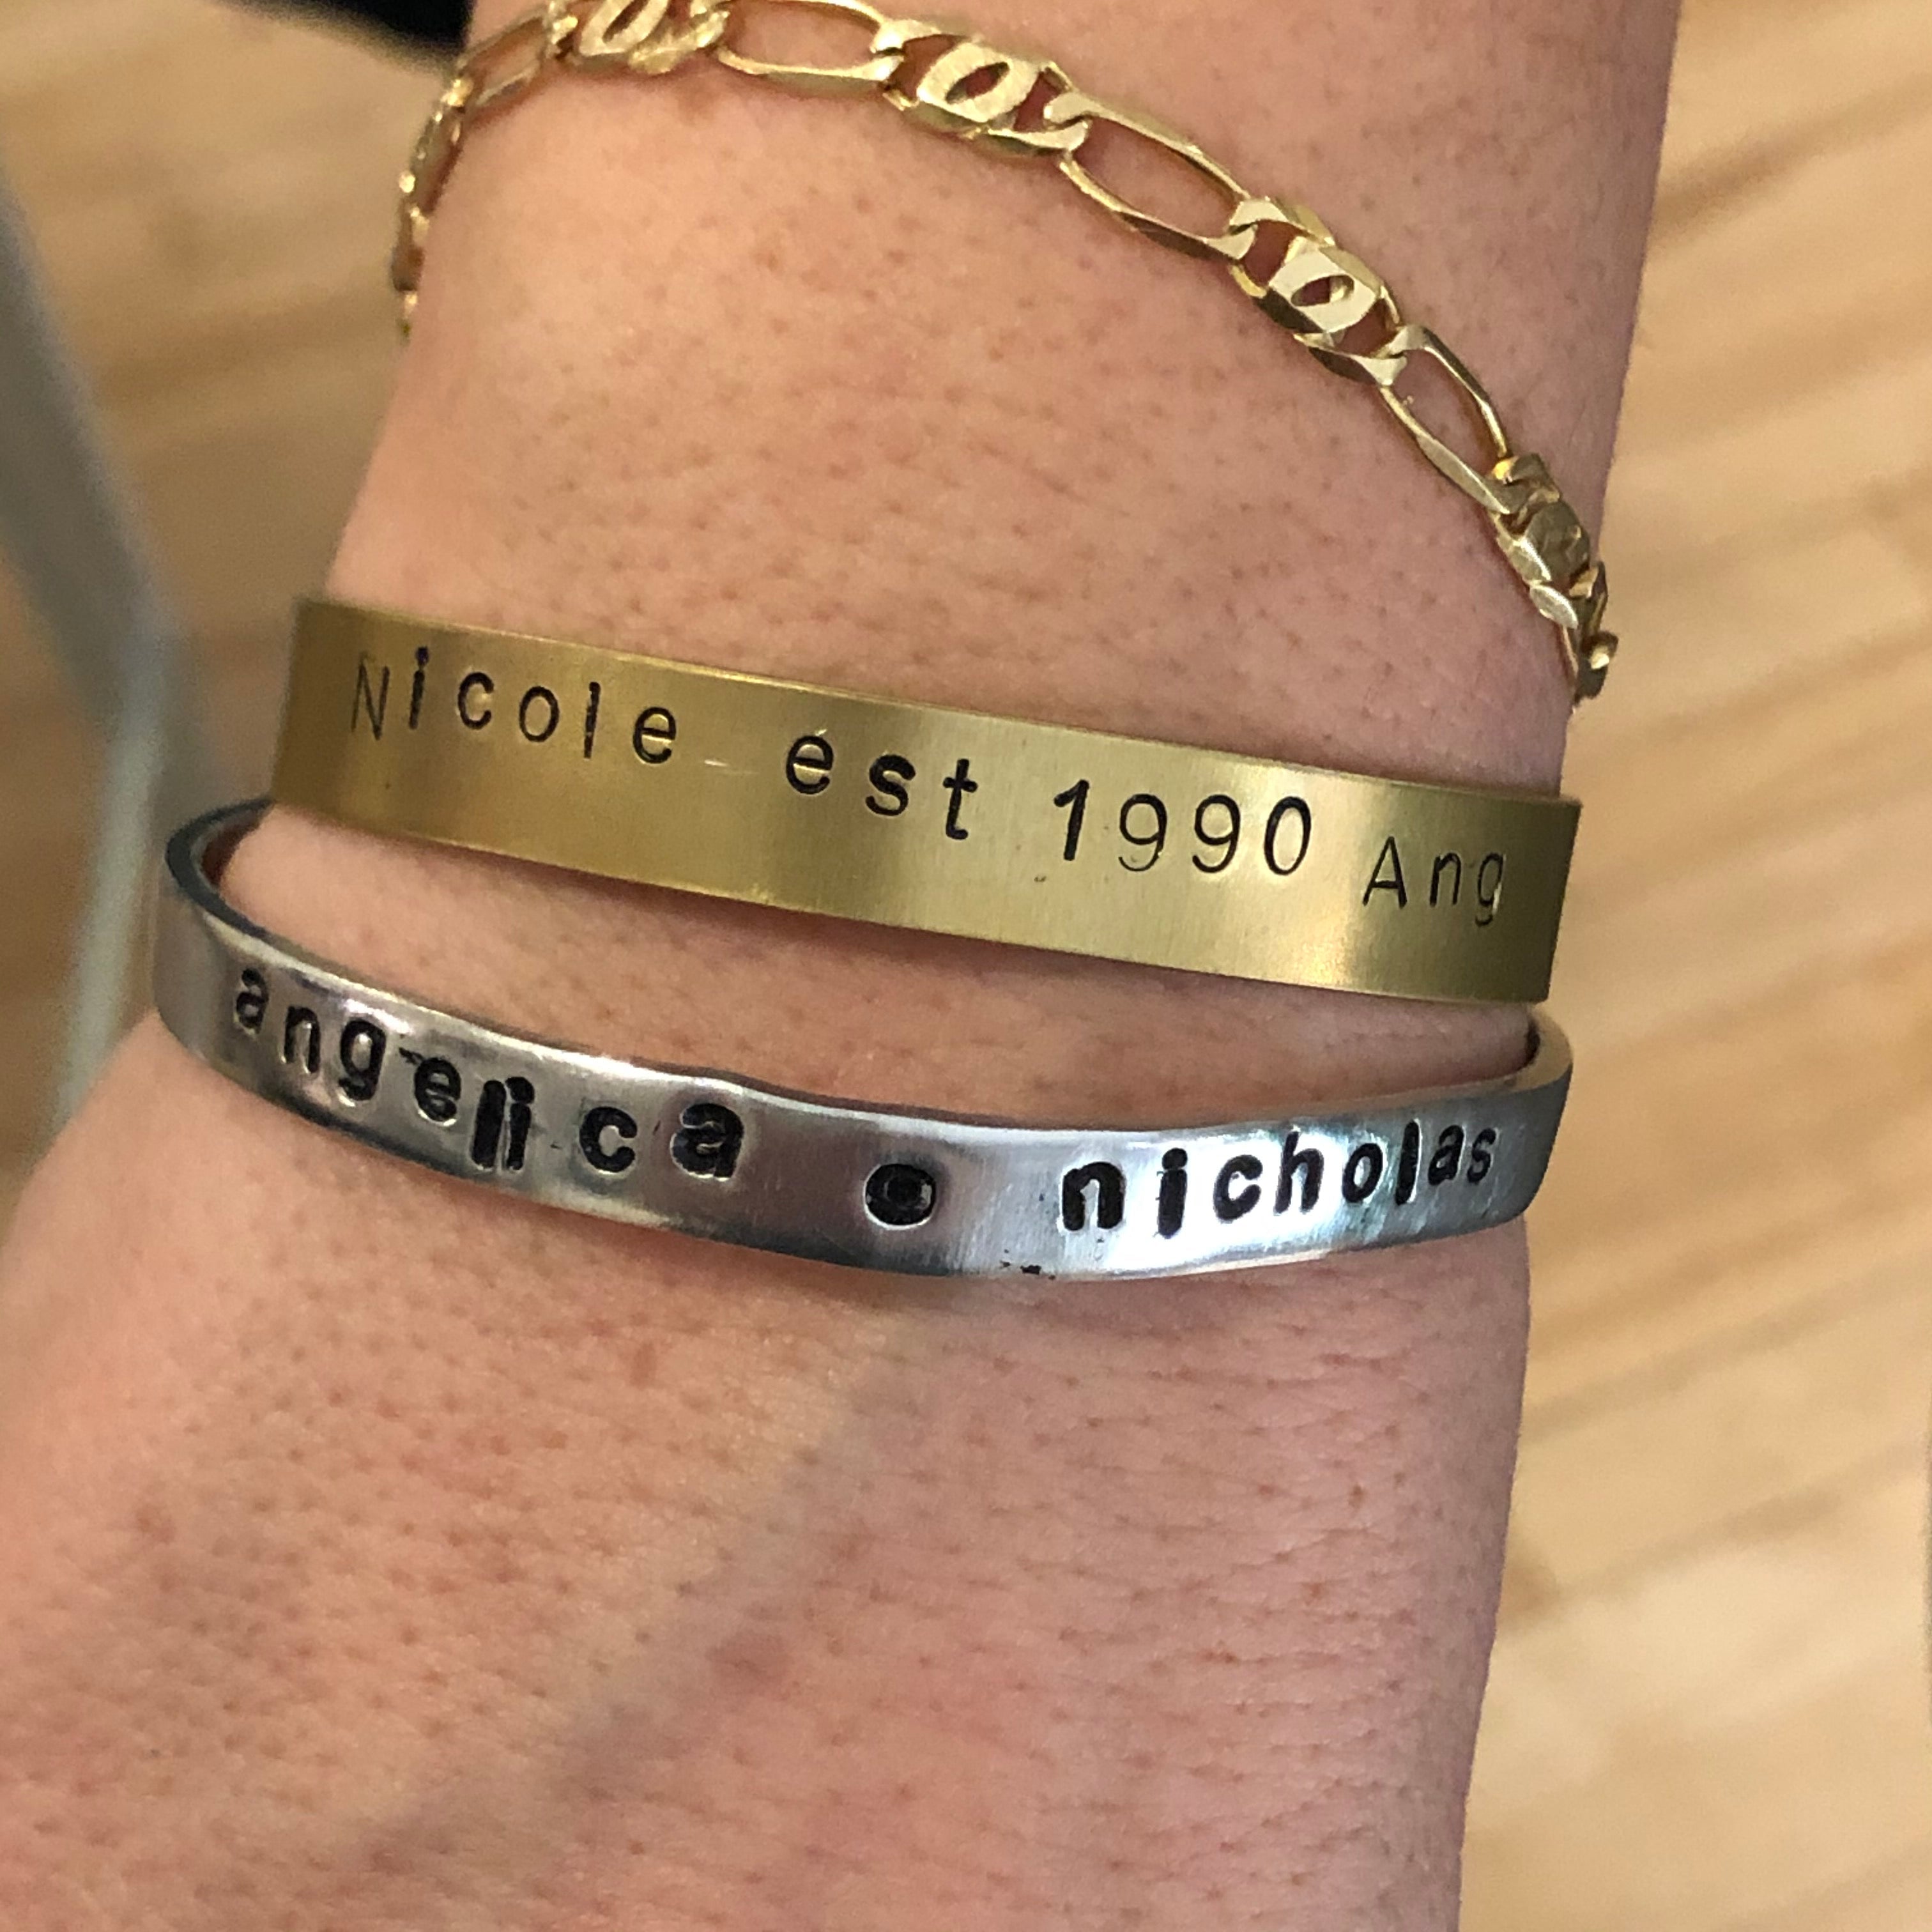 Nicole est 1990 Ang
angelica • nicholas